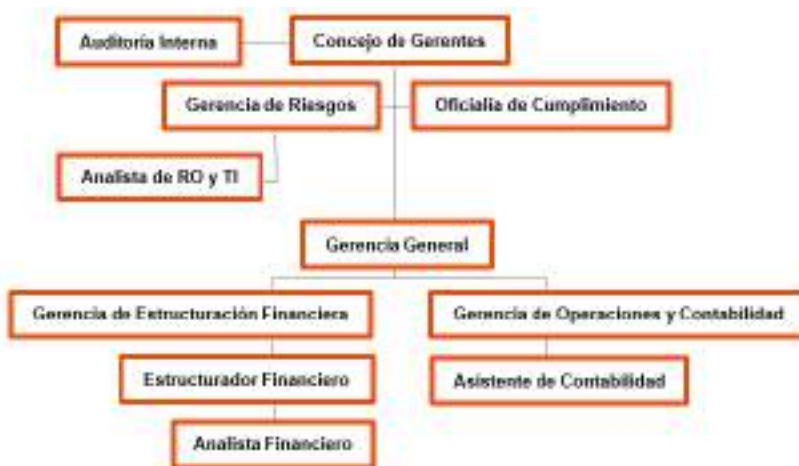 Auditoría Interna
Concejo de Gerentes
Gerencia de Riesgos
Oficialia de Cumplimiento
Analista de RO y TI
Gerencia General
Gerencia de Estructuración Financiera
Gerencia de Operaciones y Contabilidad
Estructurador Financiero
Asistente de Contabilidad
Analista Financiero